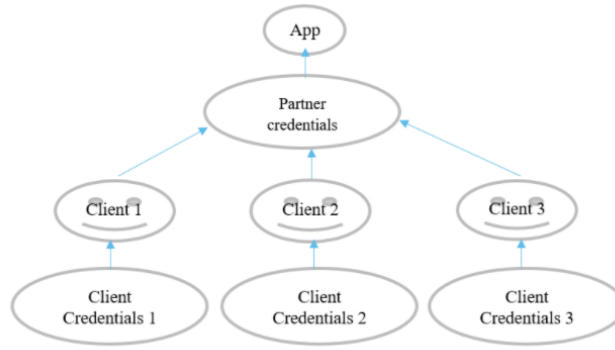 App
Partner
credentials
Client 1
Client 2
Client 3
Client
Credentials 1
Client
Credentials 2
Client
Credentials 3